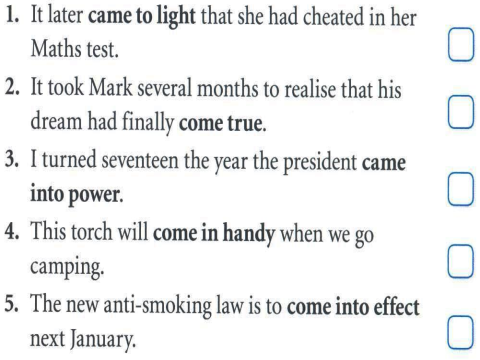 1. It later came to light that she had cheated in her
Maths test.
2. It took Mark several months to realise that his
dream had finally come true.
3. I turned seventeen the year the president came
into power.
4. This torch will come in handy when we go
camping.
5. The new anti-smoking law is to come into effect
next January.